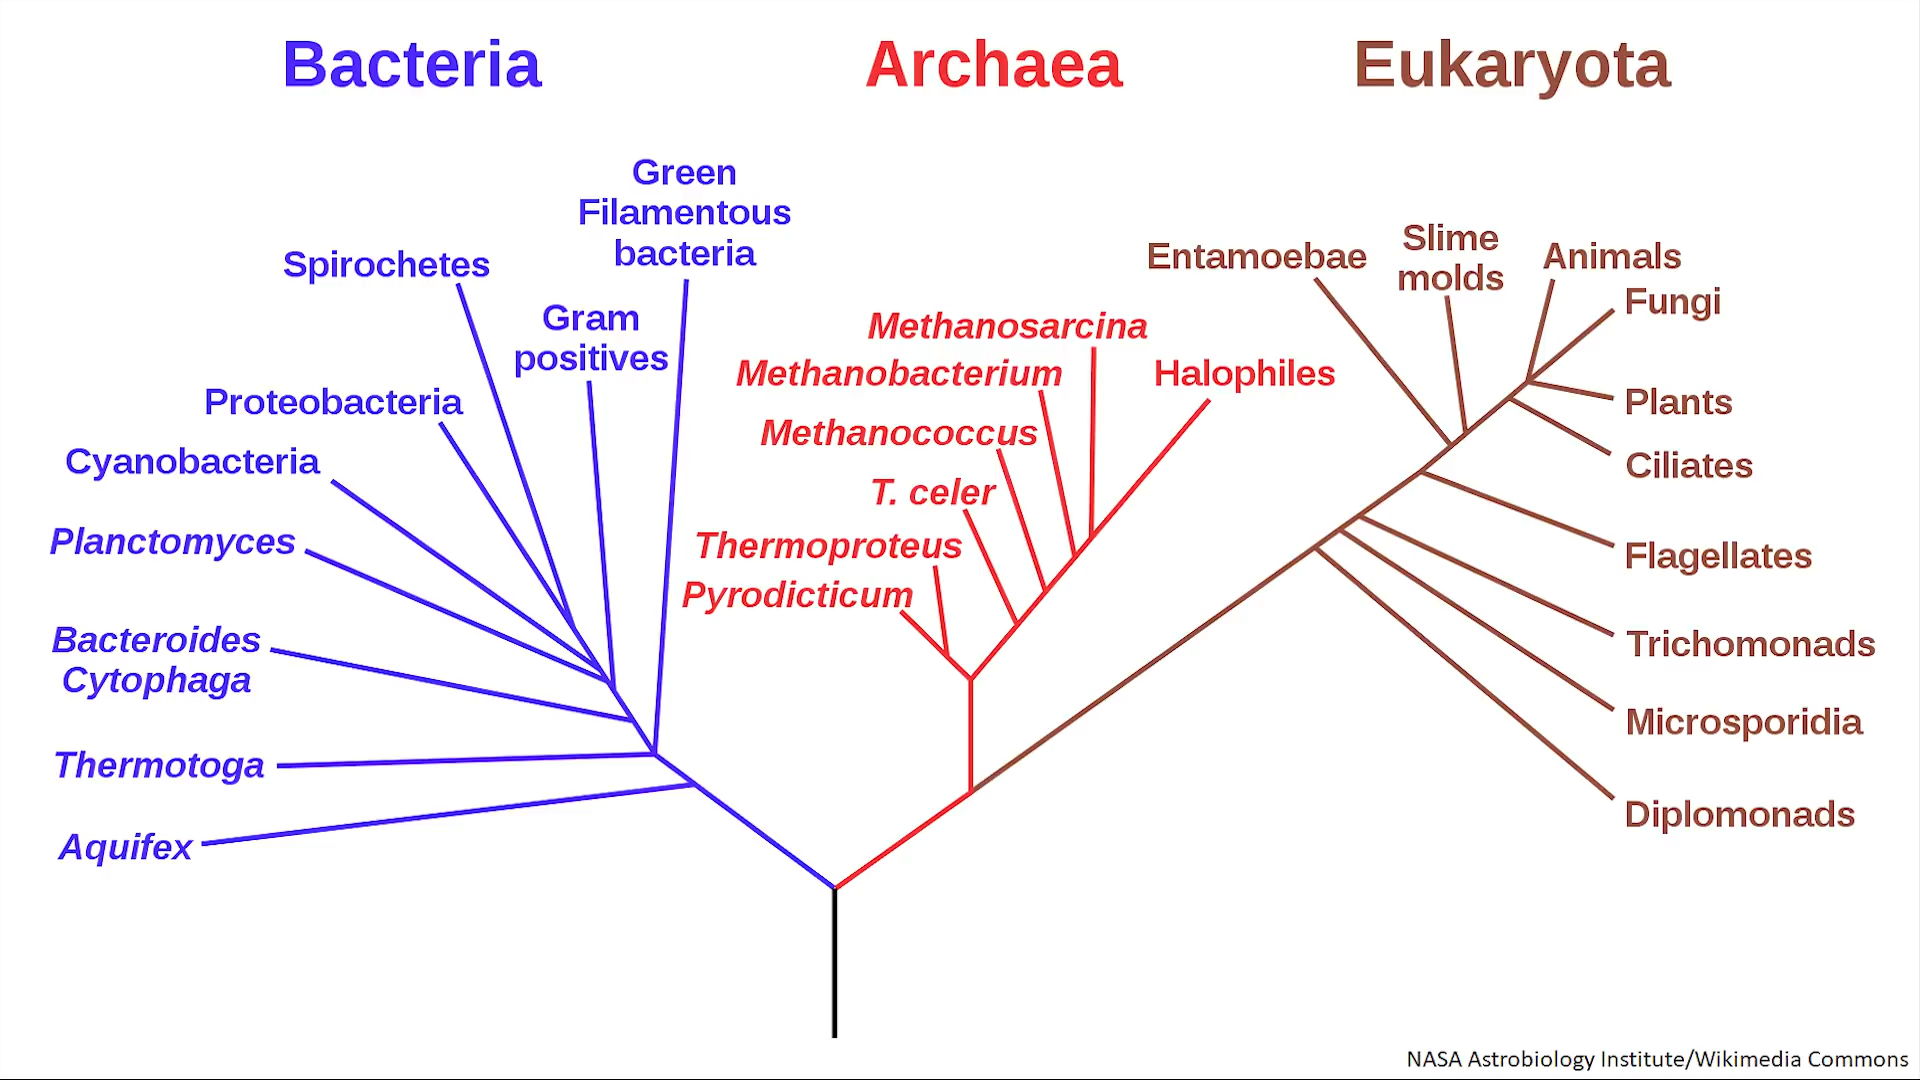 Bacteria
Archaea
Eukaryota
Green
Filamentous
bacteria
Spirochetes
Gram
positives
Proteobacteria
Cyanobacteria
Planctomyces
Bacteroides
Cytophaga
Thermotoga
Aquifex
Methanosarcina
Methanobacterium
Halophiles
Methanococcus
T. celer
Thermoproteus
Pyrodicticum
Entamoebae
Slime
molds
Animals
Fungi
Plants
Ciliates
Flagellates
Trichomonads
Microsporidia
Diplomonads
NASA Astrobiology Institute/Wikimedia Commons